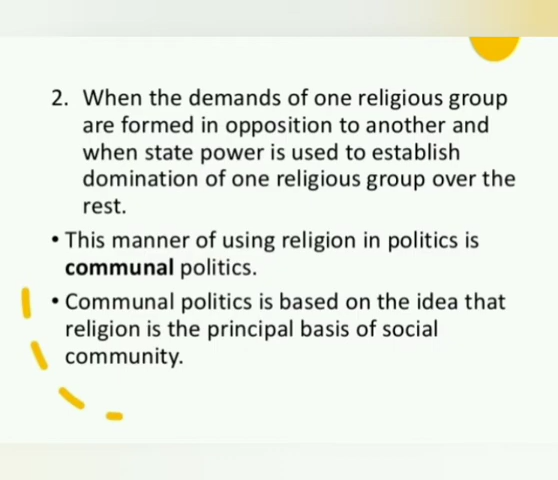 2. When the demands of one religious group
are formed in opposition to another and
when state power is used to establish
domination of one religious group over the
rest.
• This manner of using religion in politics is
communal politics.
• Communal politics is based on the idea that
religion is the principal basis of social
community.